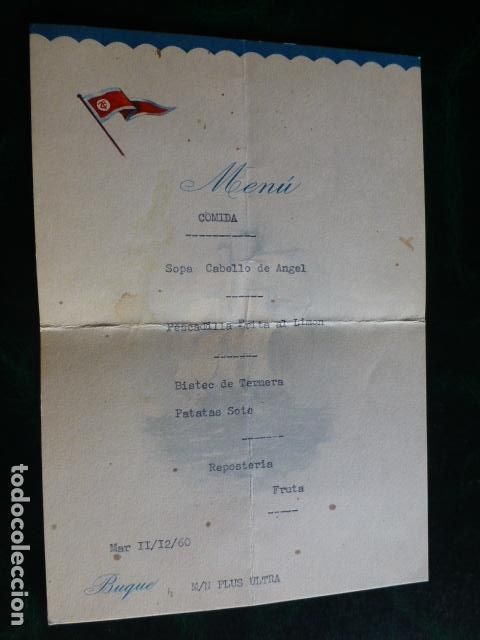 Menú
COMIDA
Sopa Cabello de Angel
Pescadilla Frita al Limon
Bistec de Ternera
Patatas Sote
Reposteria
Fruta
Mar 11/12/60
Buque M/N PLUS ULTRA
todocoleccion